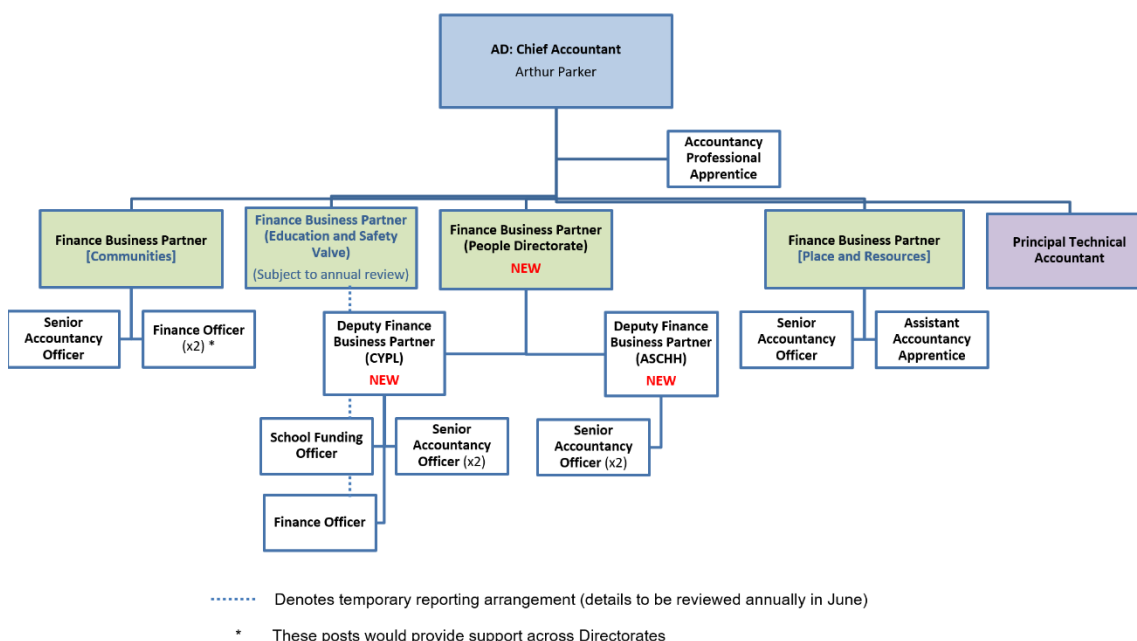 AD: Chief Accountant
Arthur Parker
Accountancy
Professional
Apprentice
Finance Business Partner
[Communities]
Finance Business Partner
(Education and Safety
Valve)
(Subject to annual review)
Finance Business Partner
(People Directorate)
NEW
Finance Business Partner
[Place and Resources]
Principal Technical
Accountant
Senior
Accountancy
Officer
Finance Officer
(x2) *
Deputy Finance
Business Partner
(CYPL)
NEW
Deputy Finance
Business Partner
(ASCHH)
NEW
Senior
Accountancy
Officer
Assistant
Accountancy
Apprentice
School Funding
Officer
Senior
Accountancy
Officer (x2)
Senior
Accountancy
Officer (x2)
Finance Officer
Denotes temporary reporting arrangement (details to be reviewed annually in June)
* These posts would provide support across Directorates